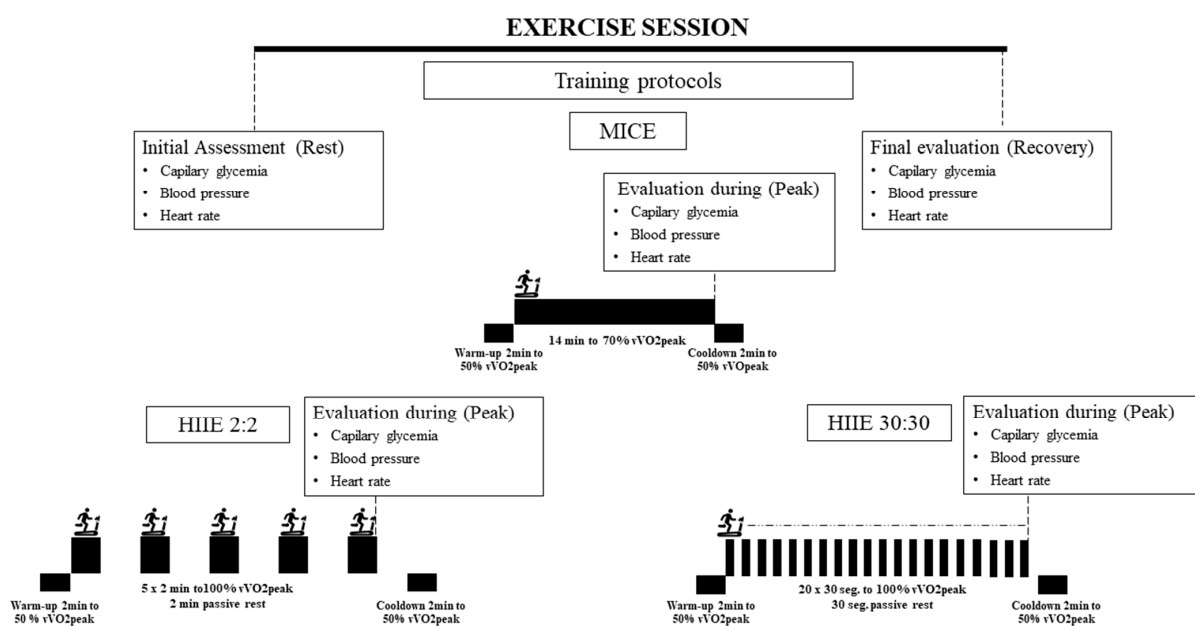 EXERCISE SESSION
Training protocols
MICE
Initial Assessment (Rest)
• Capilary glycemia
• Blood pressure
• Heart rate
Final evaluation (Recovery)
• Capilary glycemia
• Blood pressure
• Heart rate
Evaluation during (Peak)
• Capilary glycemia
• Blood pressure
• Heart rate
14 min to 70% vVO2peak
Warm-up 2min to
50% vVO2peak
Cooldown 2min to
50% vVOpeak
HIIE 2:2
Evaluation during (Peak)
• Capilary glycemia
• Blood pressure
• Heart rate
5 x 2 min to100% vVO2peak
2 min passive rest
Warm-up 2min to
50 % vVO2peak
Cooldown 2min to
50% vVO2peak
HIIE 30:30
Evaluation during (Peak)
• Capilary glycemia
• Blood pressure
• Heart rate
20 x 30 seg. to 100% vVO2peak
30 seg. passive rest
Warm-up 2min to
50% vVO2peak
Cooldown 2min to
50% vVO2peak